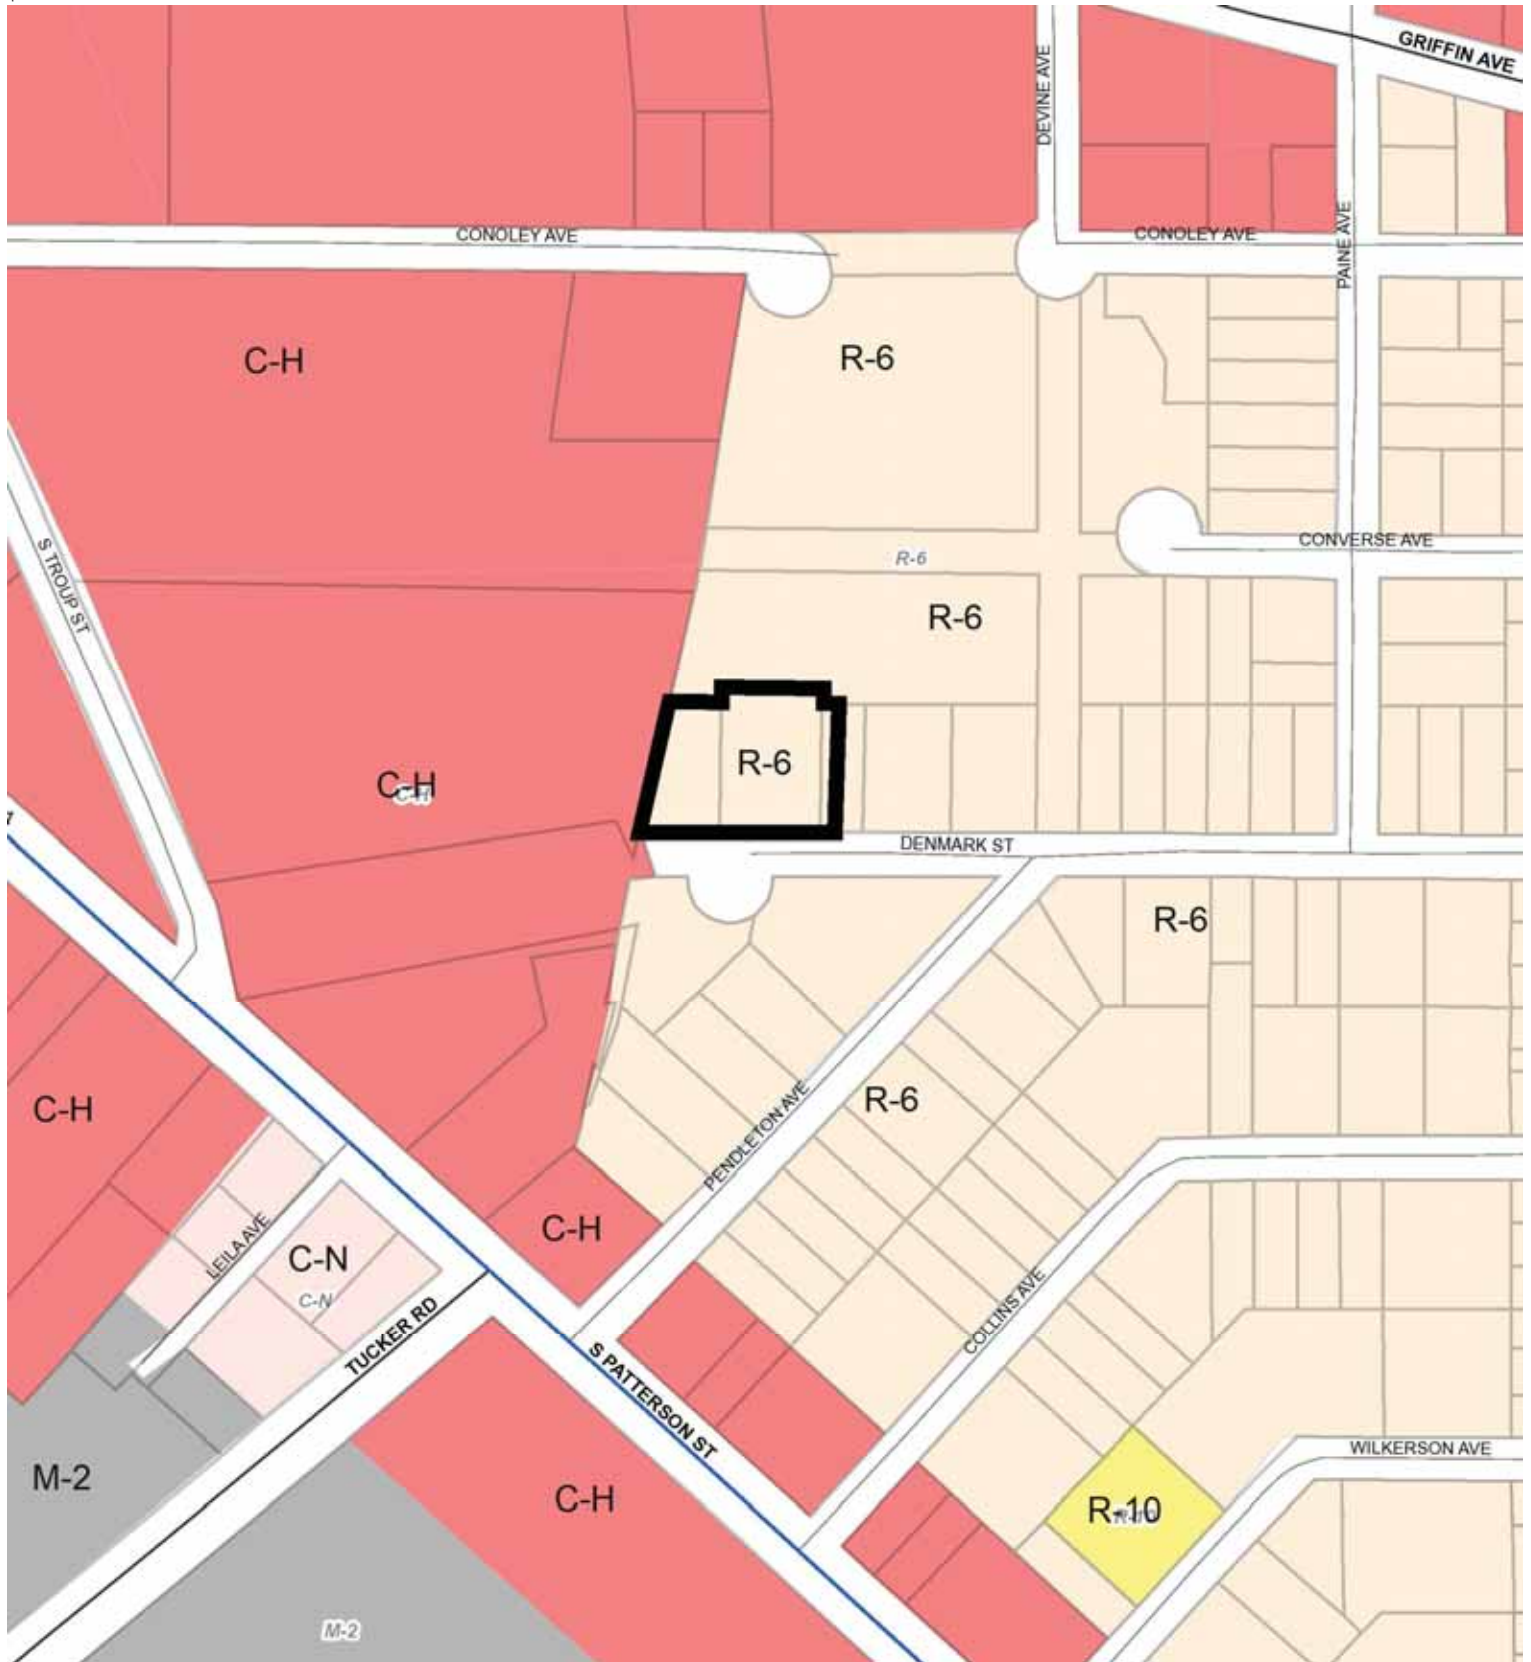 GRIFFIN AVE
DEVINE AVE
CONOLEY AVE
CONOLEY AVE
PAINE AVE
C-H
R-6
S TROUP ST
CONVERSE AVE
R-6
R-6
R-6
C-H
C-H
DENMARK ST
R-6
C-H
R-6
PENDLETON AVE
C-H
LEILA AVE
C-N
C-N
TUCKER RD
COLLINS AVE
S PATTERSON ST
WILKERSON AVE
M-2
C-H
R-10
M-2